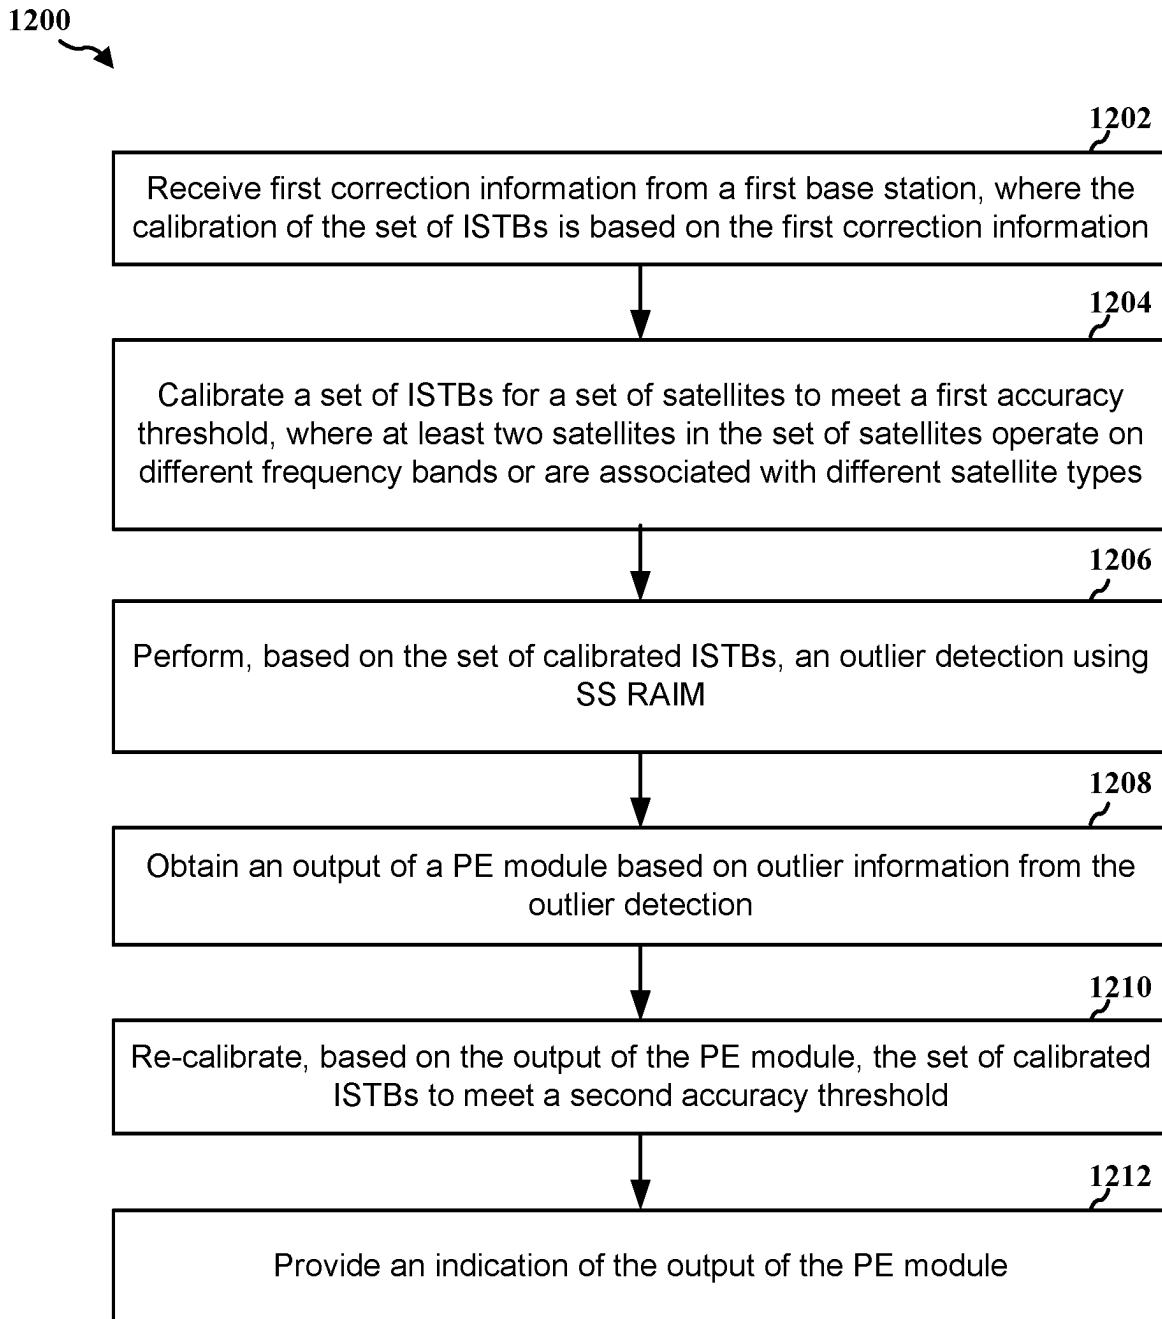 1200
1202
Receive first correction information from a first base station, where the
calibration of the set of ISTBs is based on the first correction information
1204
Calibrate a set of ISTBs for a set of satellites to meet a first accuracy
threshold, where at least two satellites in the set of satellites operate on
different frequency bands or are associated with different satellite types
1206
Perform, based on the set of calibrated ISTBs, an outlier detection using
SS RAIM
1208
Obtain an output of a PE module based on outlier information from the
outlier detection
1210
Re-calibrate, based on the output of the PE module, the set of calibrated
ISTBs to meet a second accuracy threshold
1212
Provide an indication of the output of the PE module